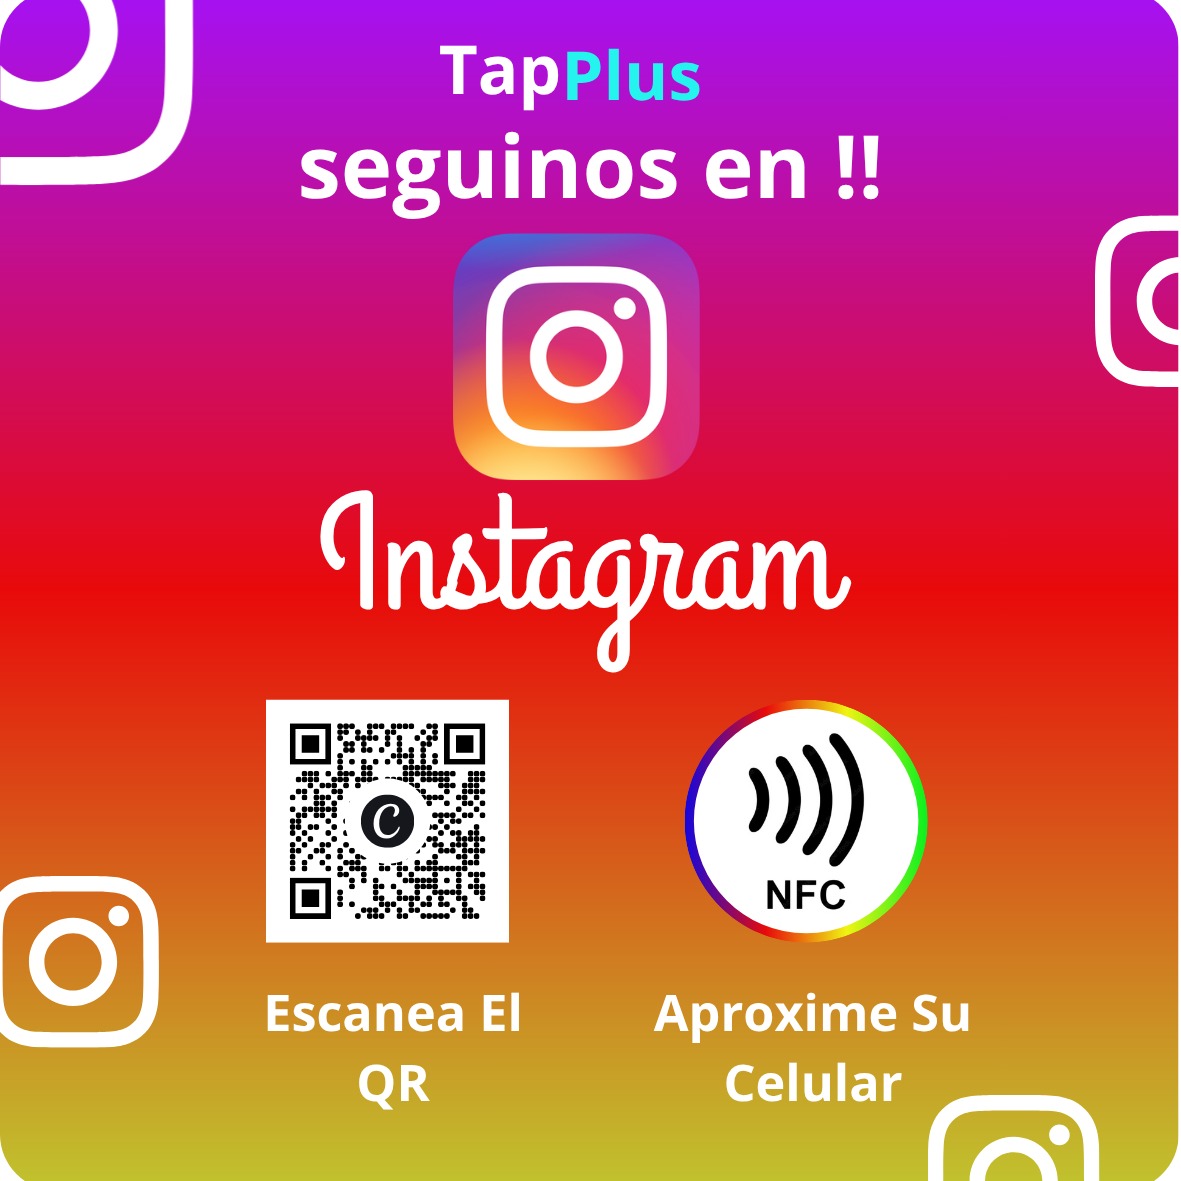 TapPlus
seguinos en !!
Instagram
C
NFC
Escanea El
QR
Aproxime Su
Celular